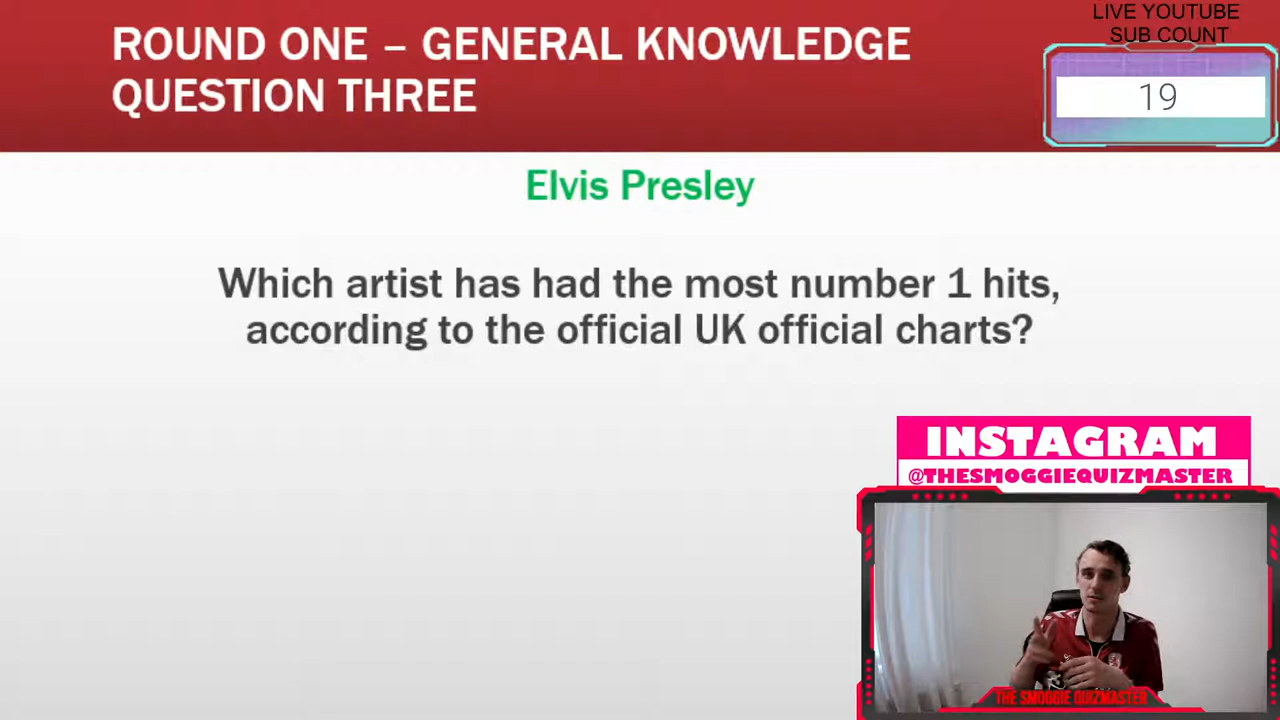 ROUND ONE – GENERAL KNOWLEDGE
QUESTION THREE
LIVE YOUTUBE
SUB COUNT
19
Elvis Presley
Which artist has had the most number 1 hits,
according to the official UK official charts?
INSTAGRAM
@THESMOGGIEQUIZMASTER
THE SMOGGIE QUIZMASTER